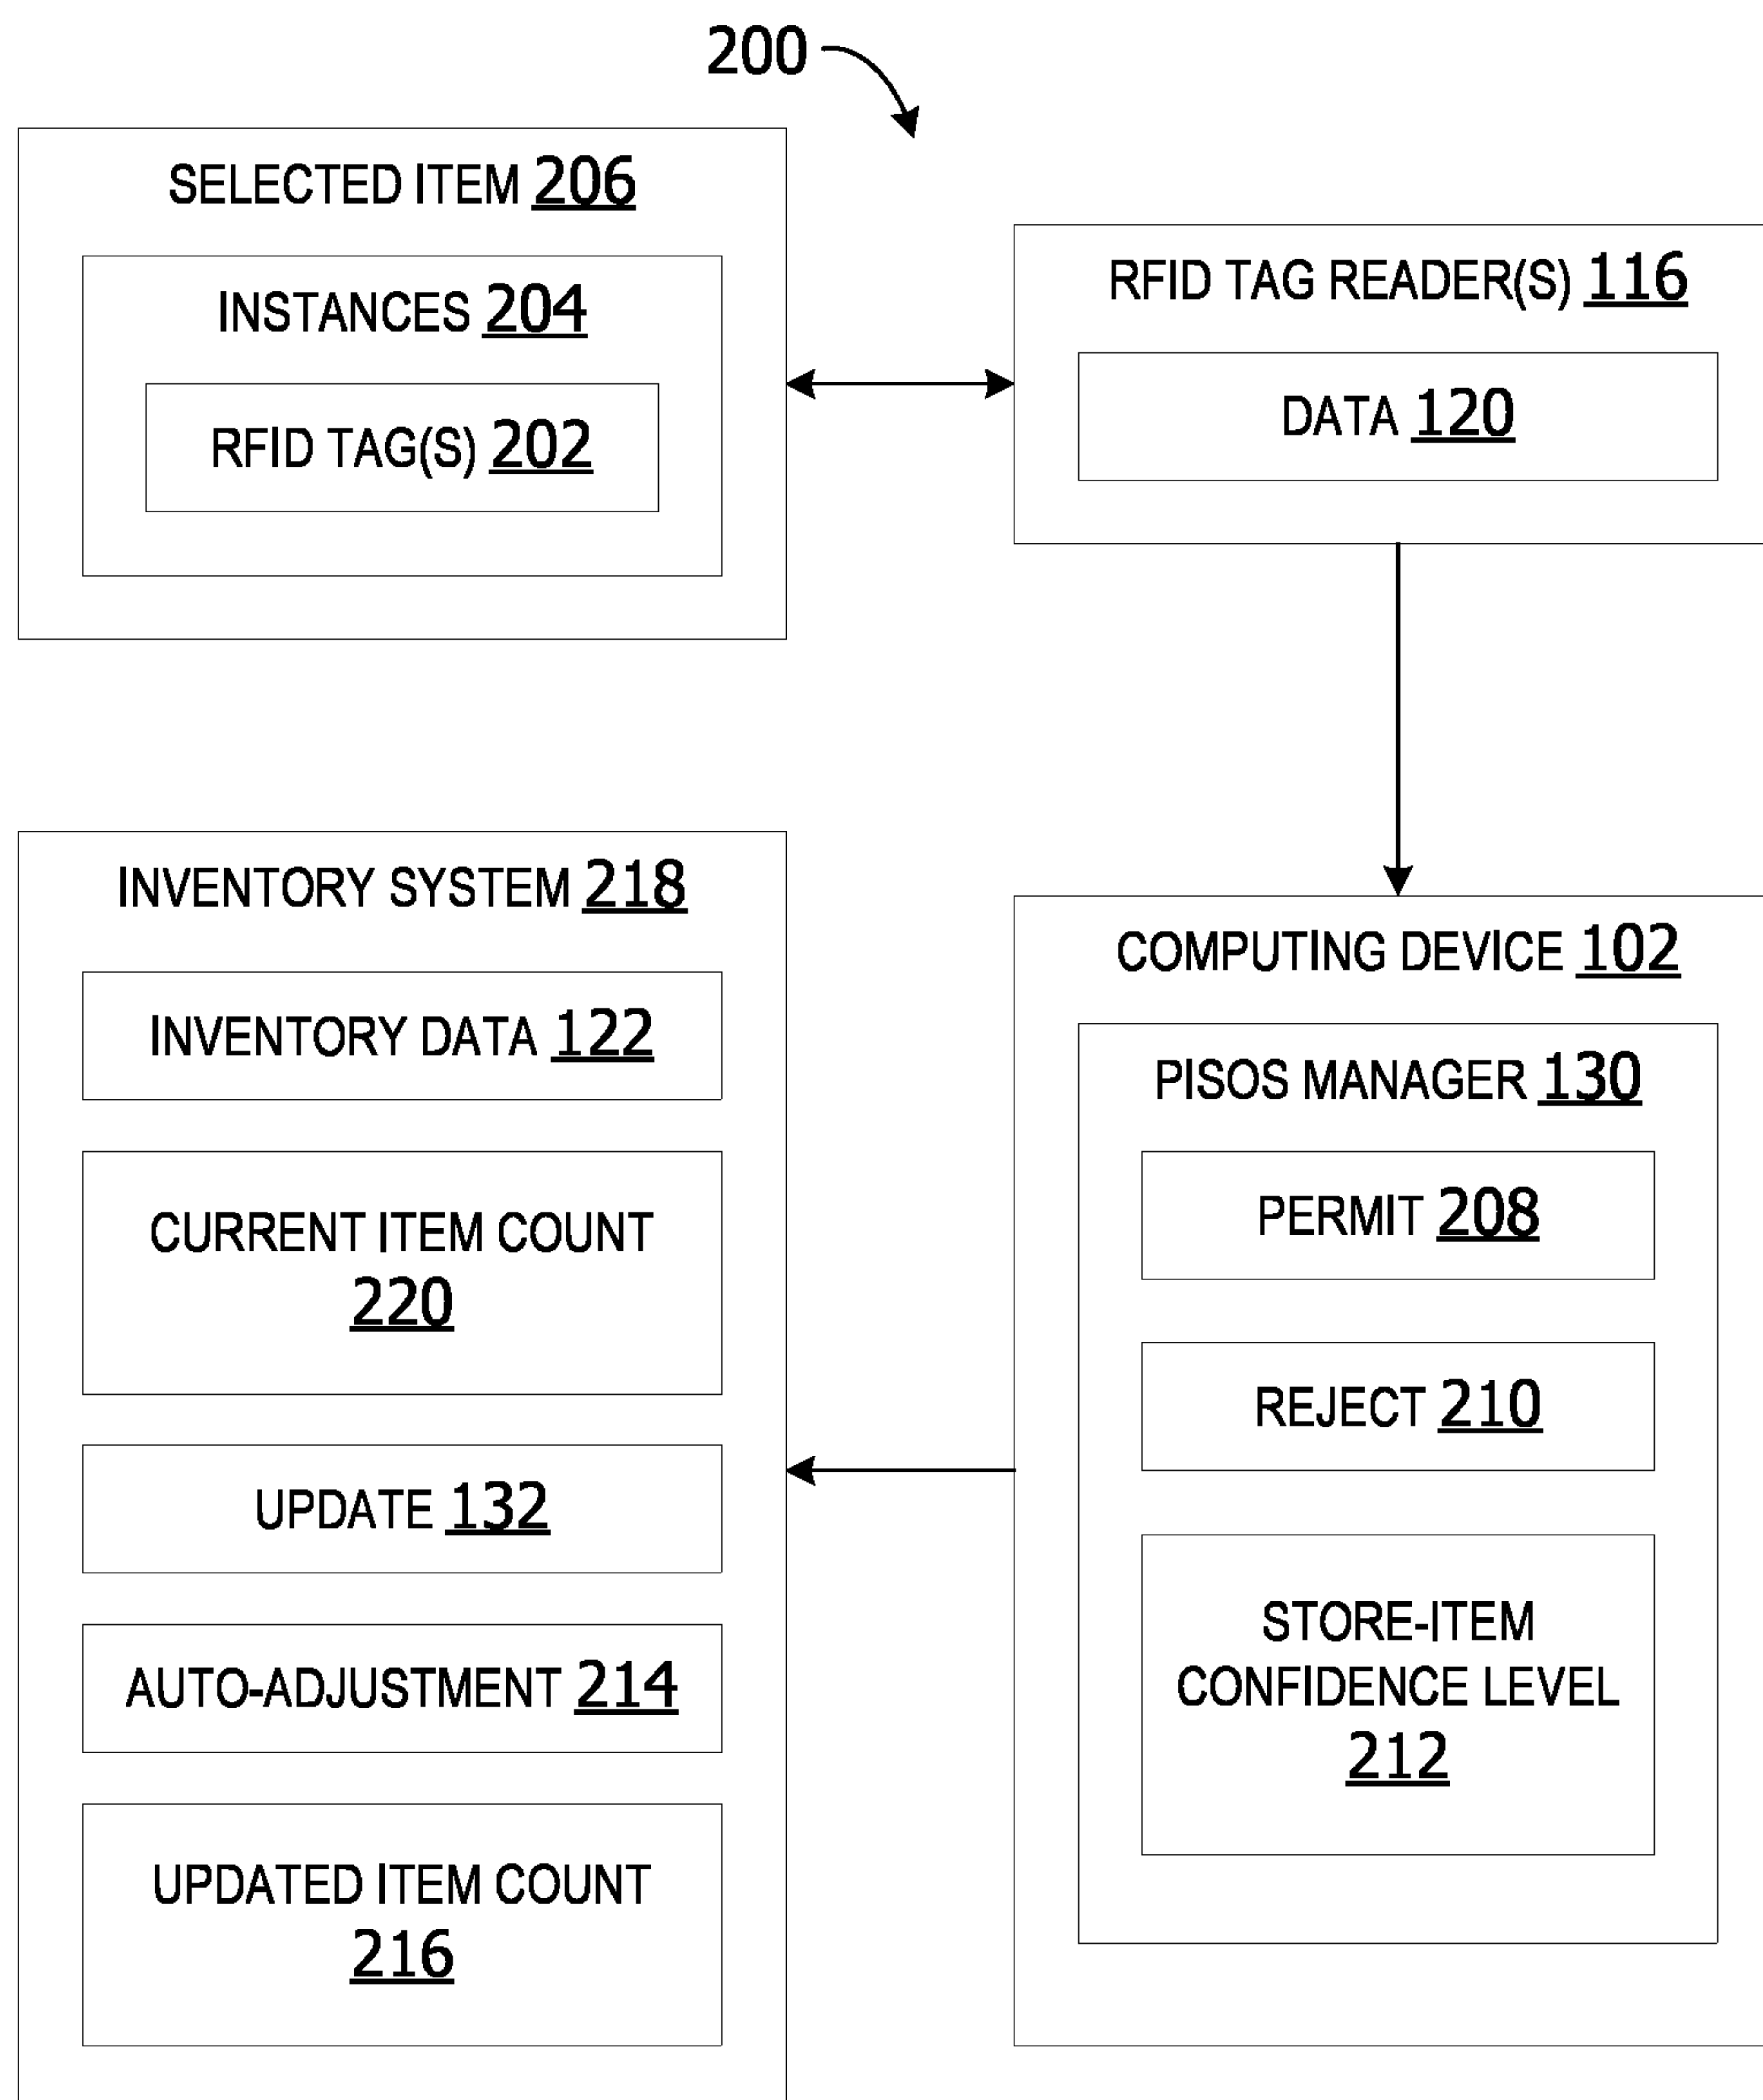 200
SELECTED ITEM 206
INSTANCES 204
RFID TAG(S) 202
RFID TAG READER(S) 116
DATA 120
INVENTORY SYSTEM 218
INVENTORY DATA 122
CURRENT ITEM COUNT
220
UPDATE 132
AUTO-ADJUSTMENT 214
UPDATED ITEM COUNT
216
COMPUTING DEVICE 102
PISOS MANAGER 130
PERMIT 208
REJECT 210
STORE-ITEM
CONFIDENCE LEVEL
212